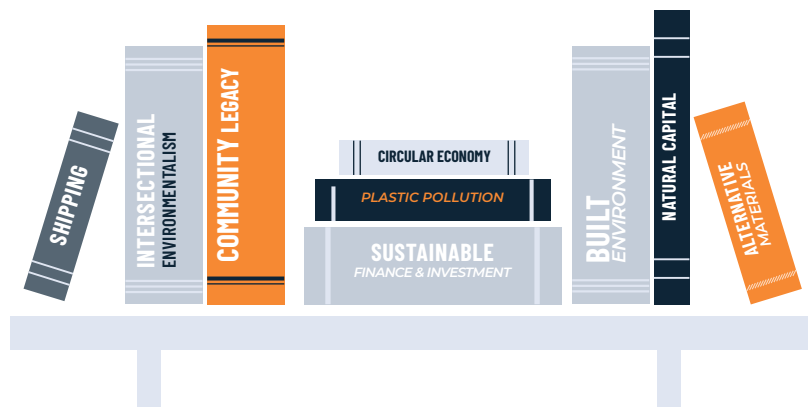 SHIPPING
INTERSECTIONAL
ENVIRONMENTALISM
COMMUNITY LEGACY
CIRCULAR ECONOMY
PLASTIC POLLUTION
SUSTAINABLE
FINANCE & INVESTMENT
BUILT
ENVIRONMENT
NATURAL CAPITAL
ALTERNATIVE
MATERIALS